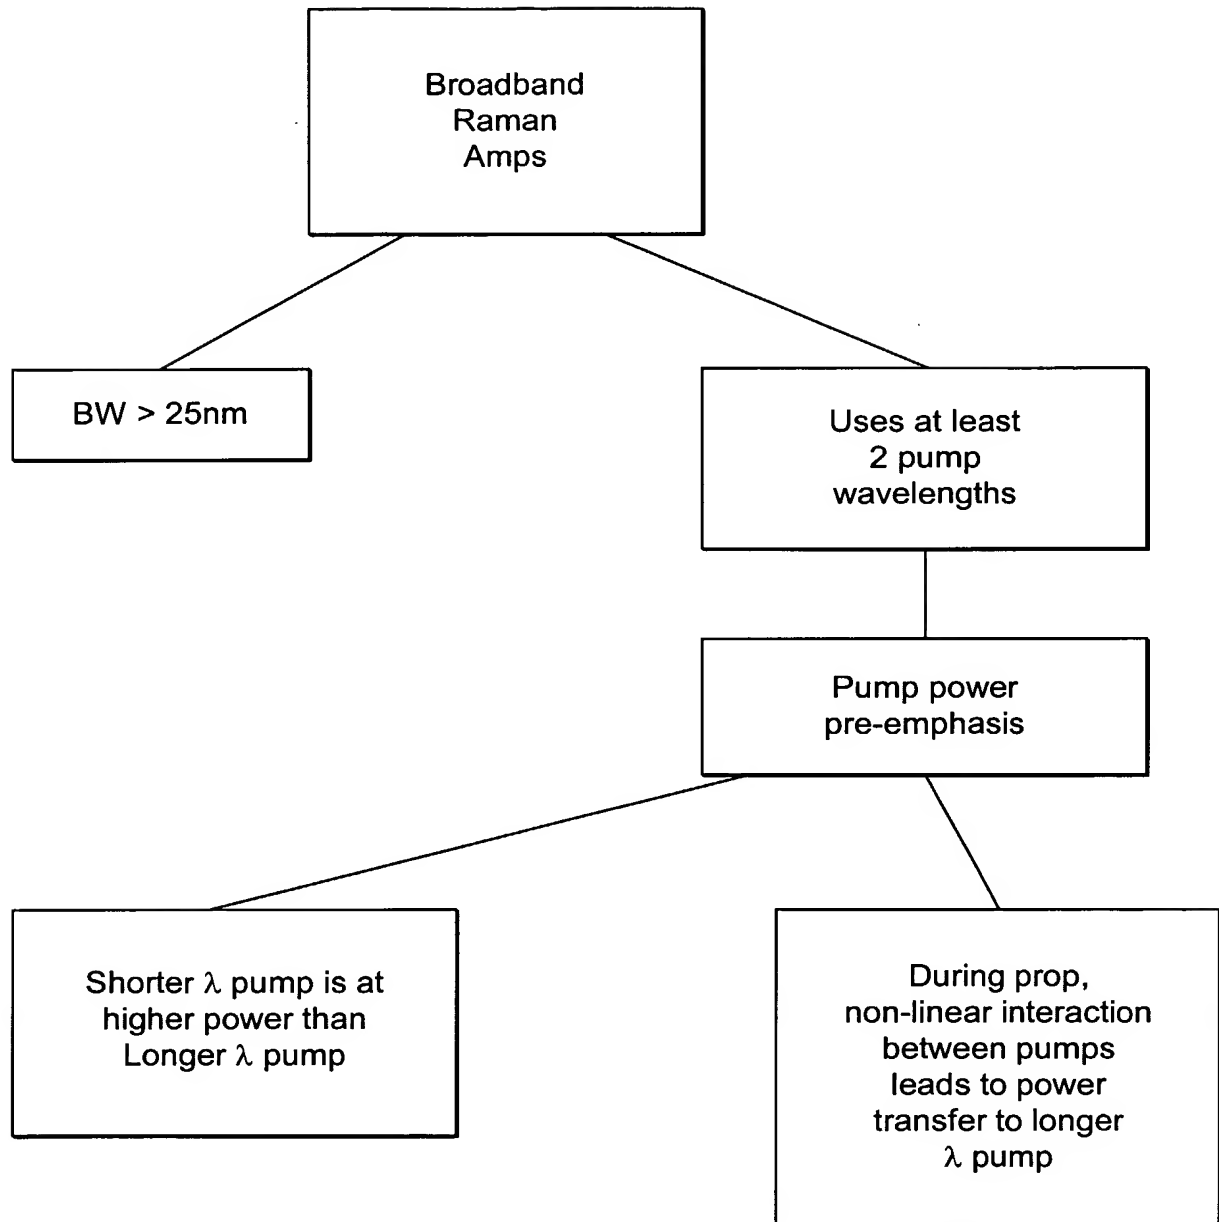 Broadband
Raman
Amps
BW > 25nm
Uses at least
2 pump
wavelengths
Pump power
pre-emphasis
Shorter λ pump is at
higher power than
Longer λ pump
During prop,
non-linear interaction
between pumps
leads to power
transfer to longer
λ pump